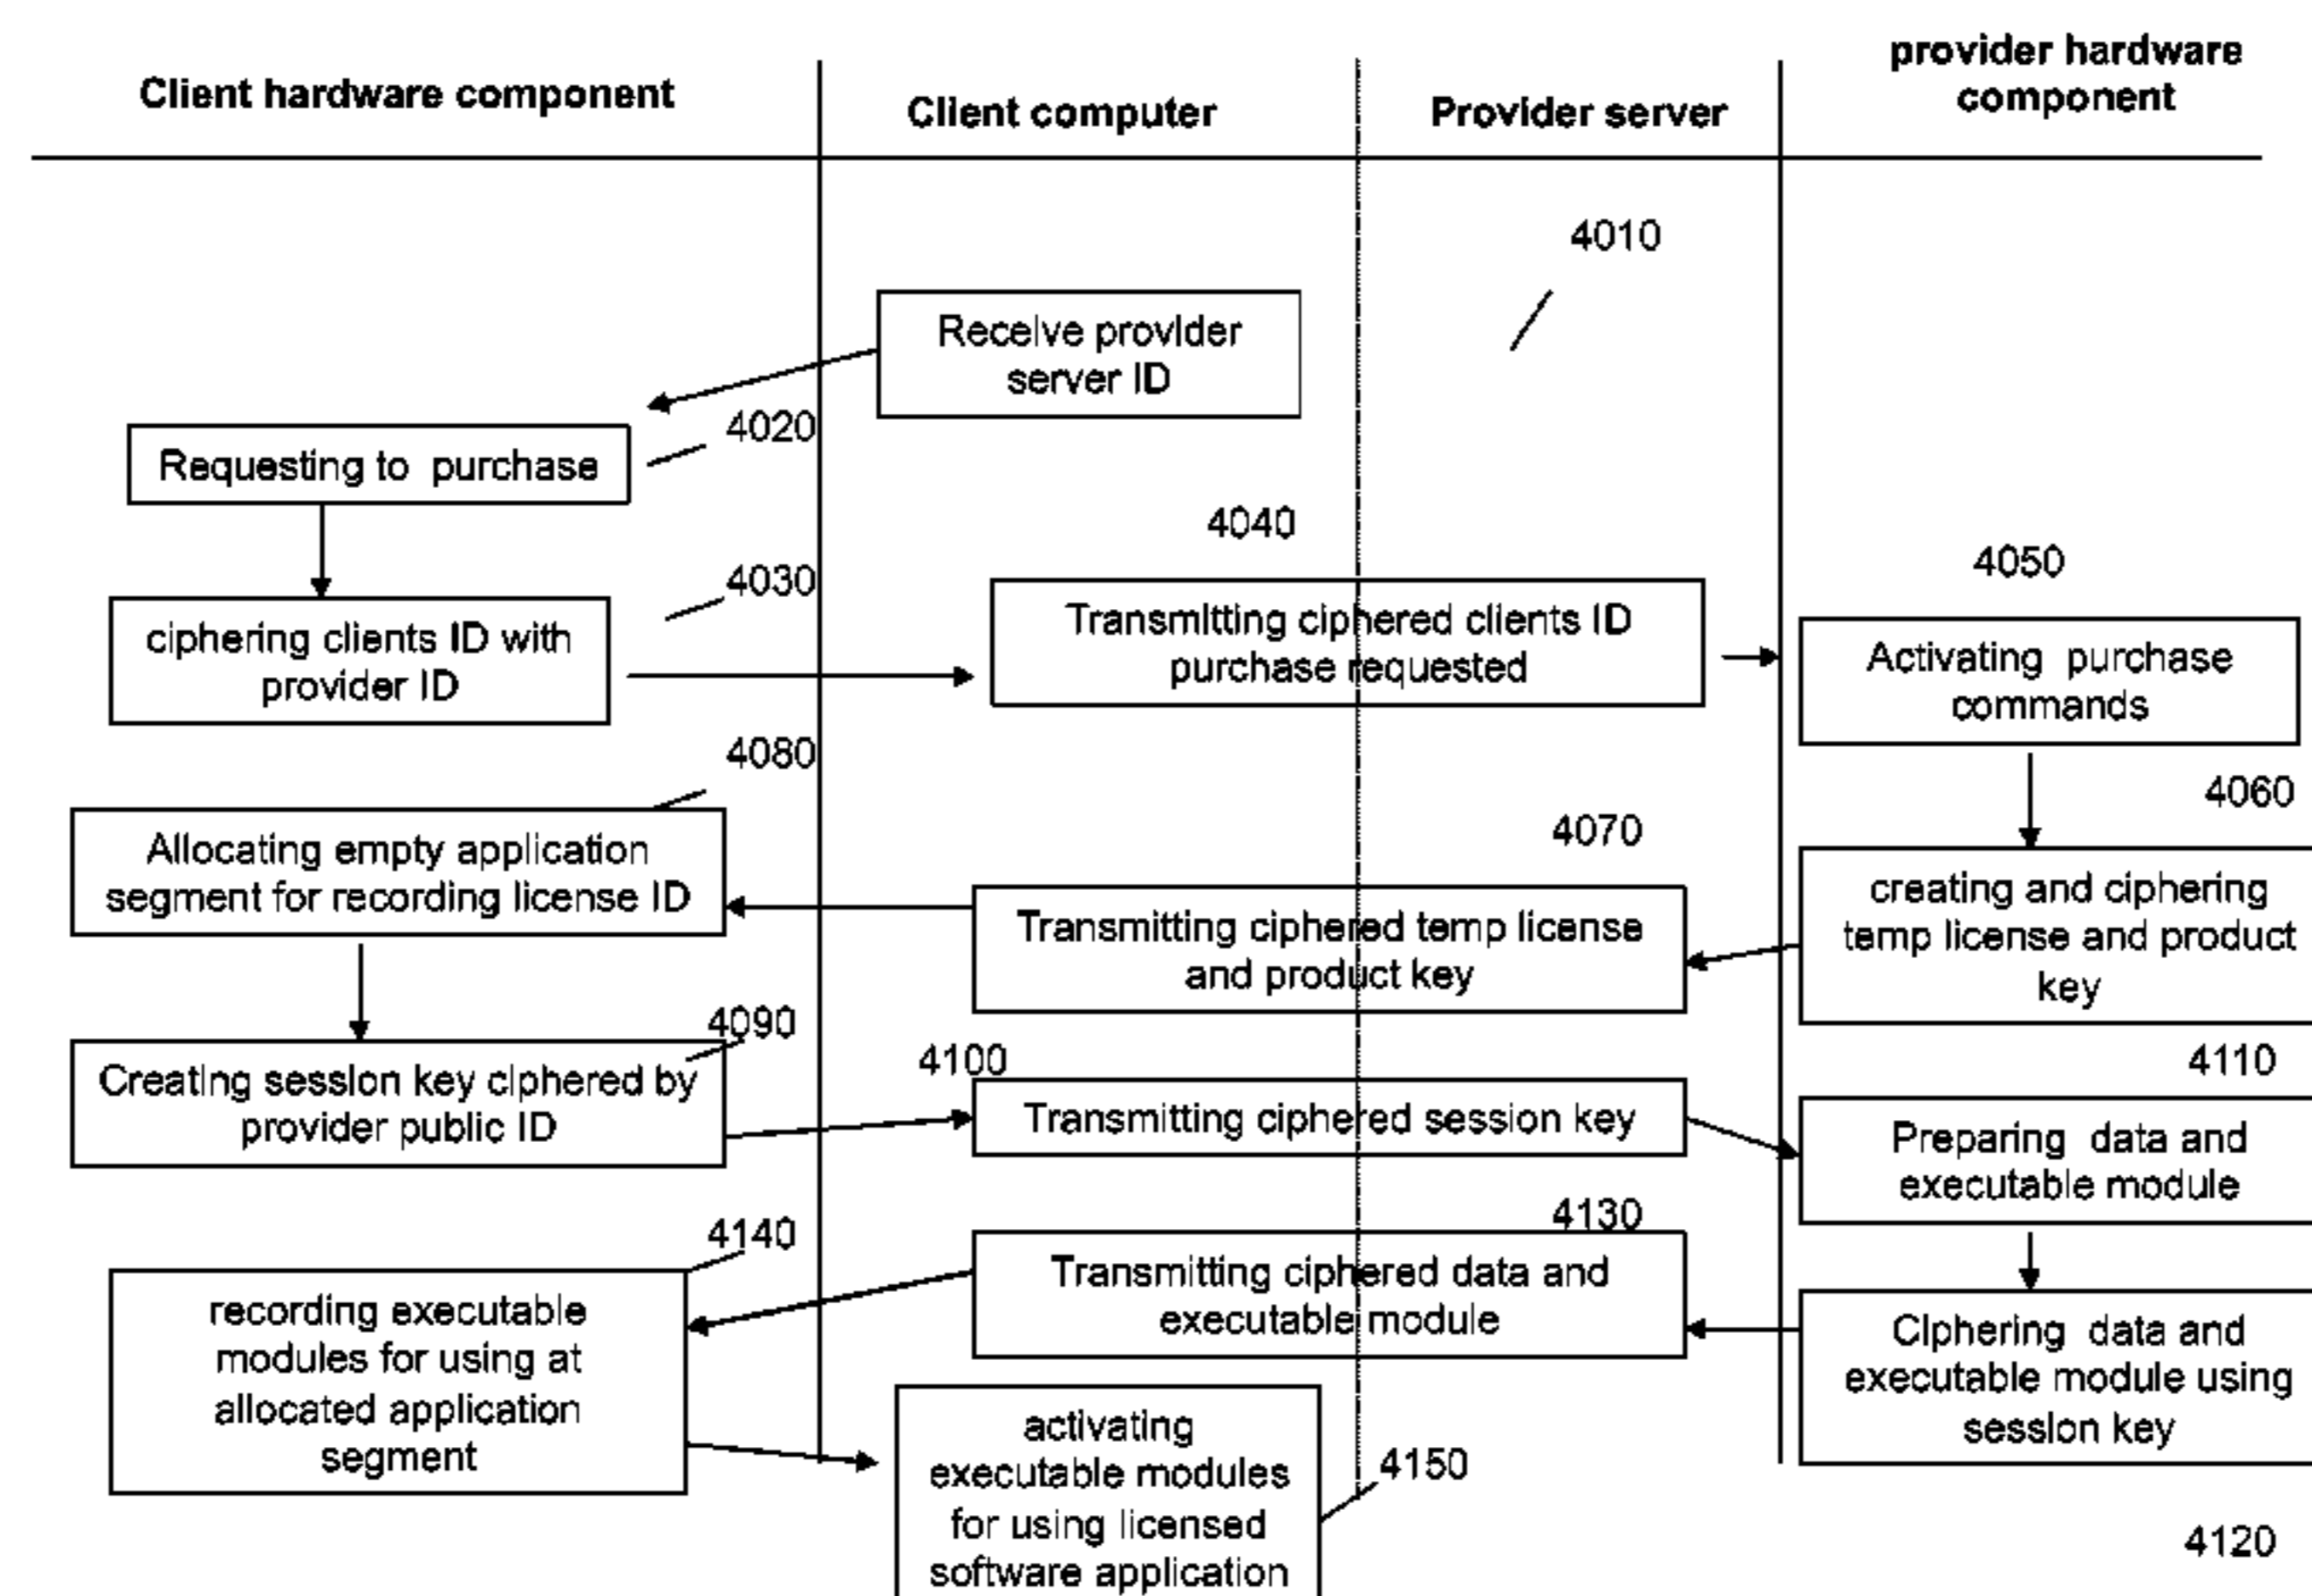 Client hardware component
Client computer
Provider server
provider hardware
component
4010
Receive provider
server ID
4020
Requesting to purchase
4030
ciphering clients ID with
provider ID
4040
Transmitting ciphered clients ID
purchase requested
4050
Activating purchase
commands
4060
creating and ciphering
temp license and product
key
4070
Transmitting ciphered temp license
and product key
4080
Allocating empty application
segment for recording license ID
4090
Creating session key ciphered by
provider public ID
4100
Transmitting ciphered session key
4110
Preparing data and
executable module
Ciphering data and
executable module using
session key
4120
4130
Transmitting ciphered data and
executable module
4140
recording executable
modules for using at
allocated application
segment
activating
executable modules
for using licensed
software application
4150